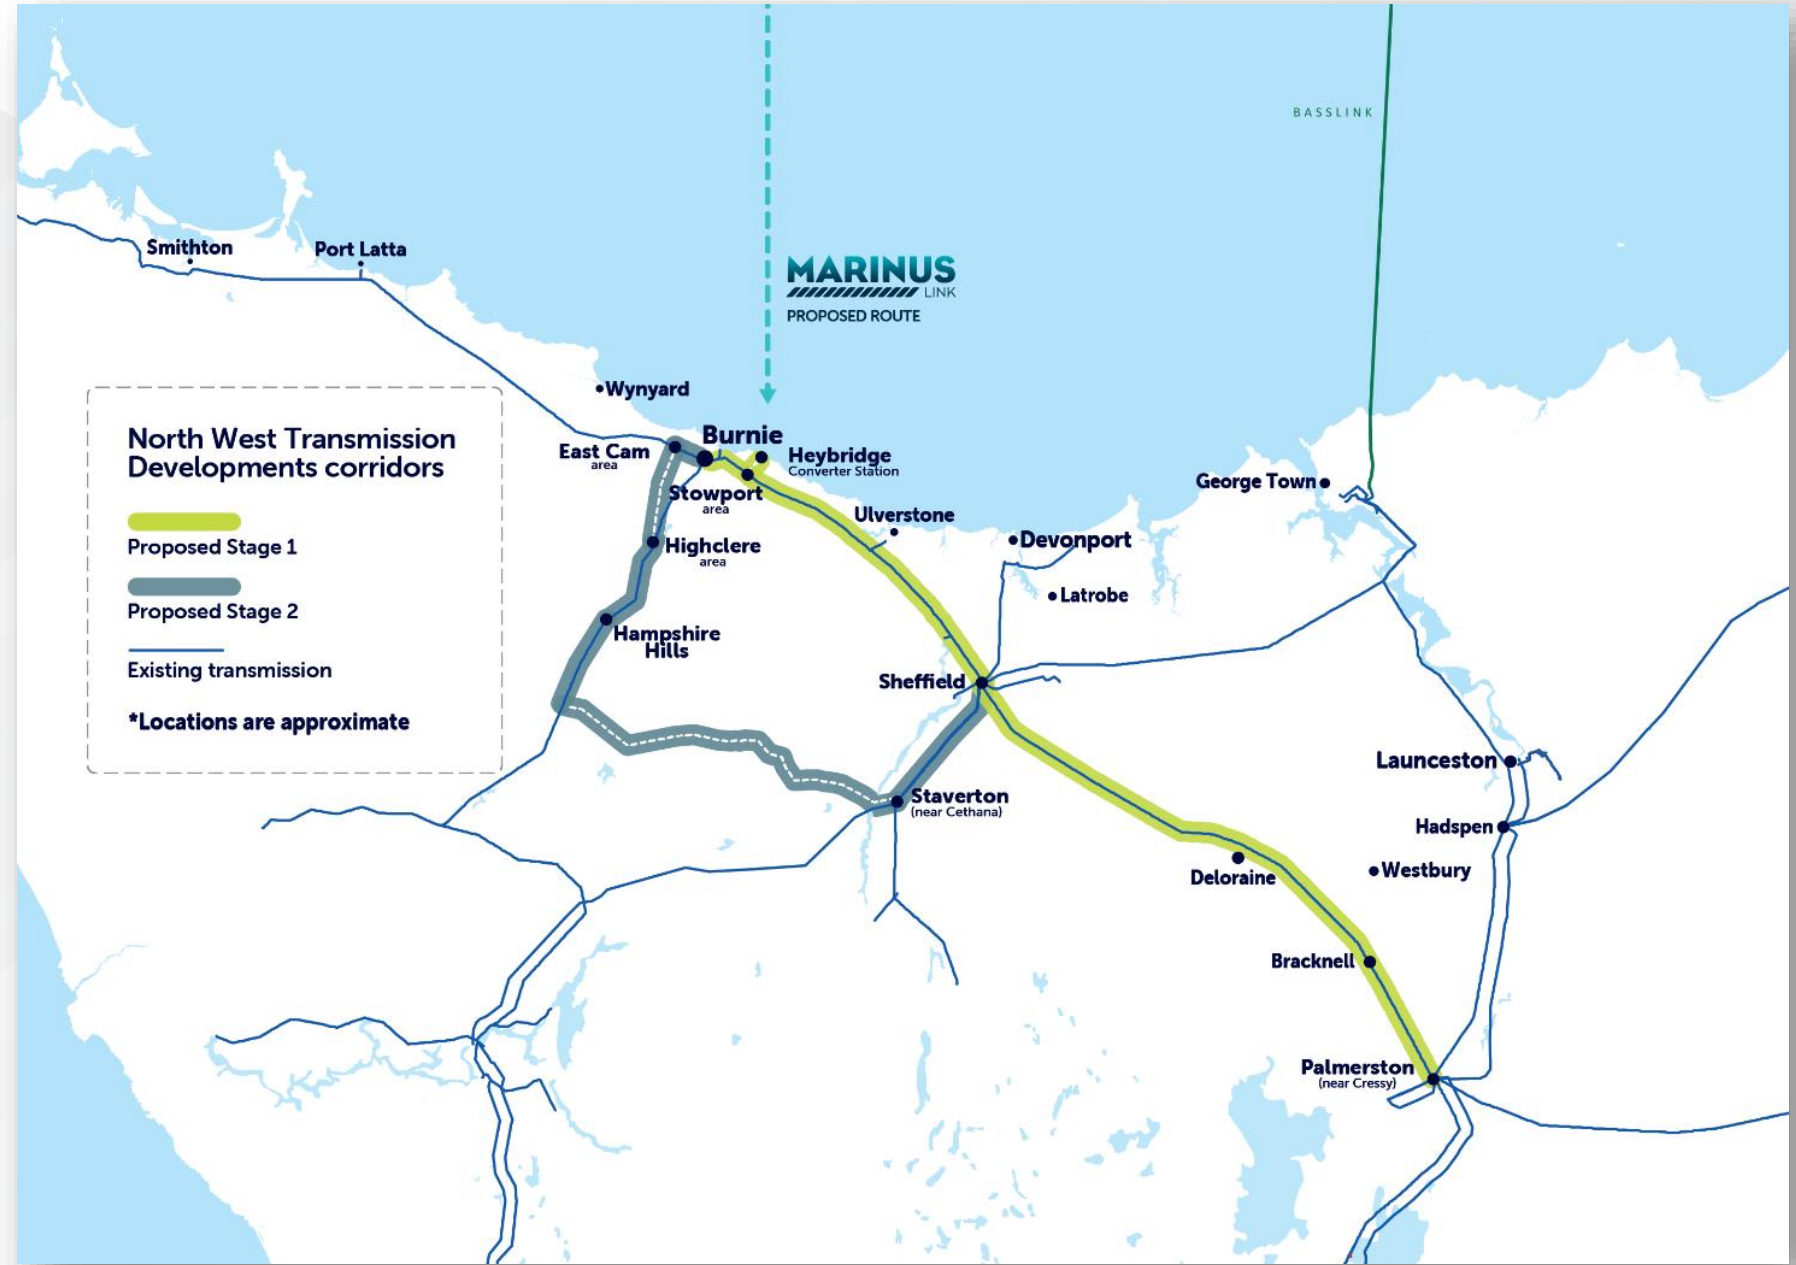 BASSLINK
Smithton
Port Latta
MARINUS
LINK
PROPOSED ROUTE
Wynyard
North West Transmission
Developments corridors
Proposed Stage 1
Proposed Stage 2
Existing transmission
*Locations are approximate
Burnie
East Cam
area
Heybridge
Converter Station
Stowport
area
George Town
Ulverstone
Devonport
Highclere
area
Latrobe
Hampshire
Hills
Sheffield
Launceston
Staverton
(near Cethana)
Hadspen
Westbury
Deloraine
Bracknell
Palmerston
(near Cressy)